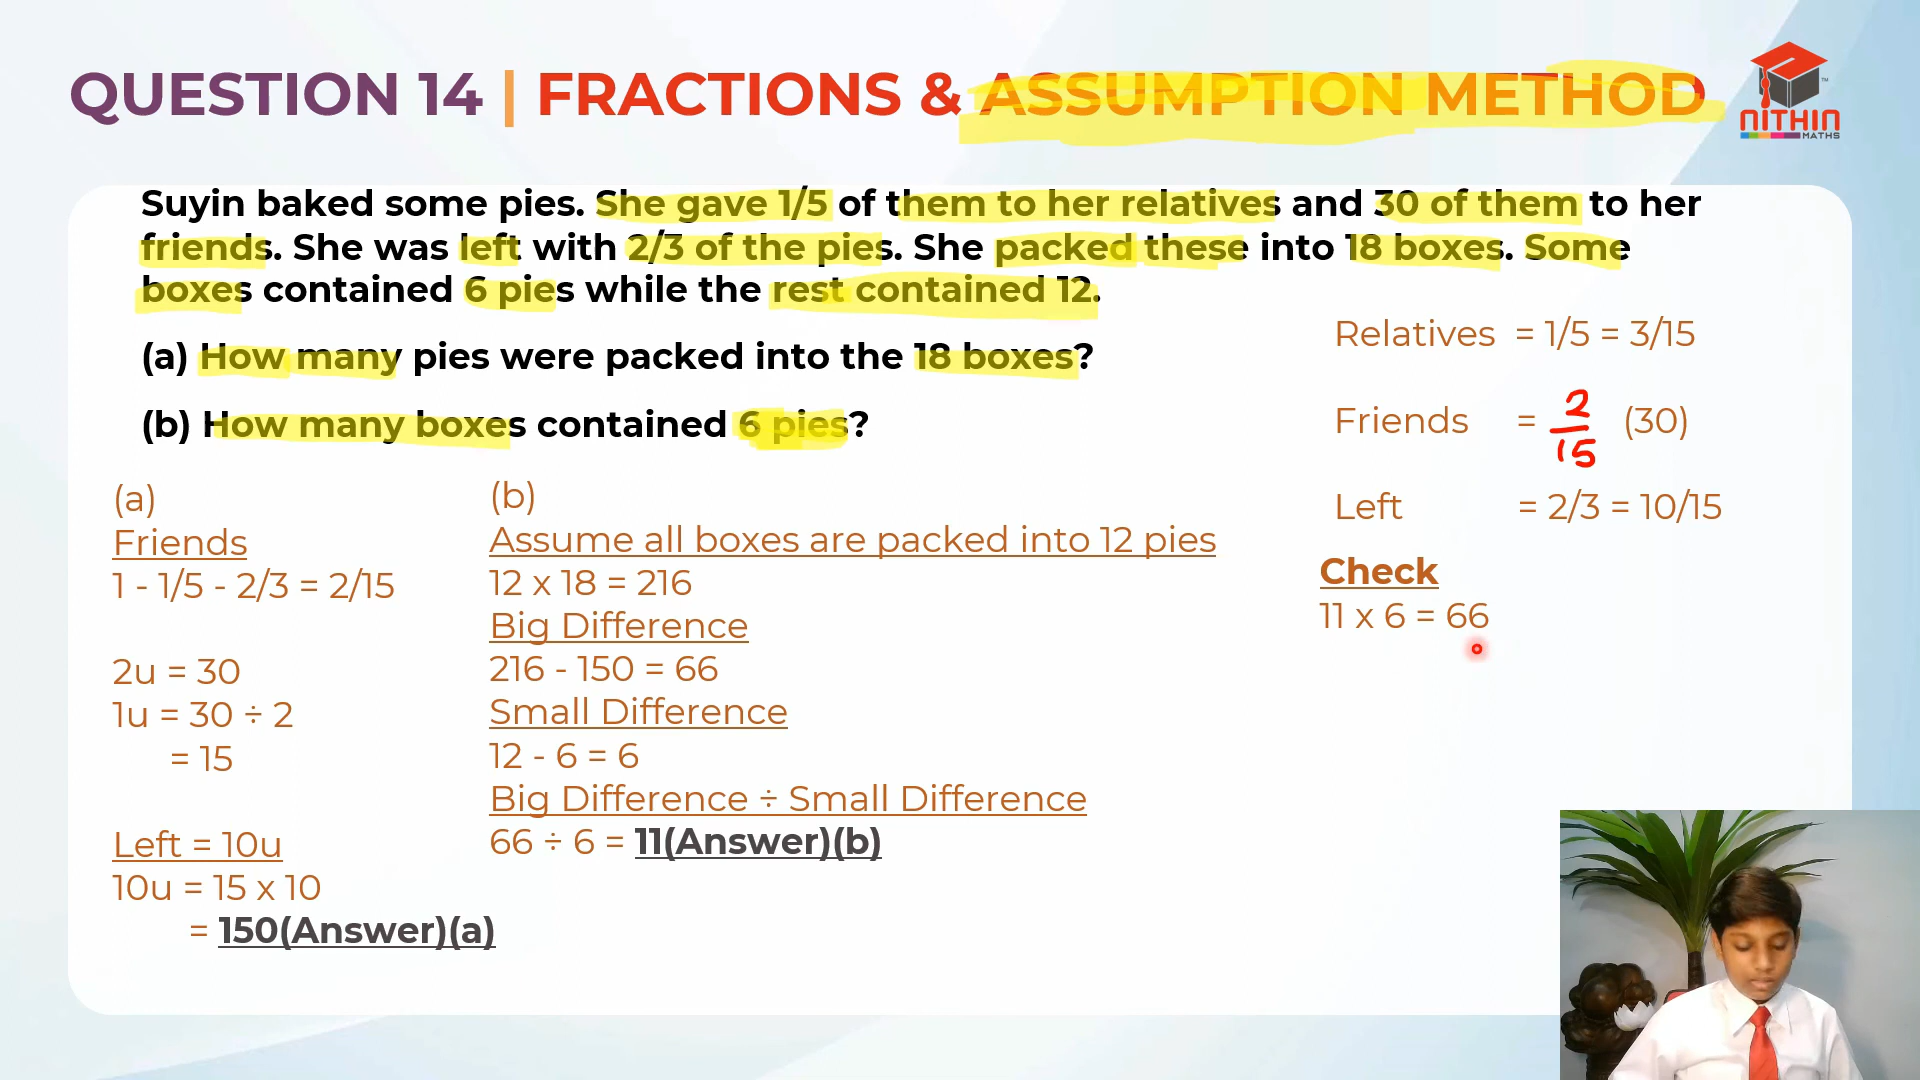 QUESTION 14 | FRACTIONS & ASSUMPTION METHOD
NITHIN
MATHS
TM
Suyin baked some pies. She gave 1/5 of them to her relatives and 30 of them to her
friends. She was left with 2/3 of the pies. She packed these into 18 boxes. Some
boxes contained 6 pies while the rest contained 12.
(a) How many pies were packed into the 18 boxes?
(b) How many boxes contained 6 pies?
Relatives = 1/5 = 3/15
Friends = 2/15 (30)
Left = 2/3 = 10/15
Check
11 x 6 = 66
(a)
Friends
1 - 1/5 - 2/3 = 2/15
2u = 30
1u = 30 ÷ 2
= 15
Left = 10u
10u = 15 x 10
= 150(Answer)(a)
(b)
Assume all boxes are packed into 12 pies
12 x 18 = 216
Big Difference
216 - 150 = 66
Small Difference
12 - 6 = 6
Big Difference ÷ Small Difference
66 ÷ 6 = 11(Answer)(b)